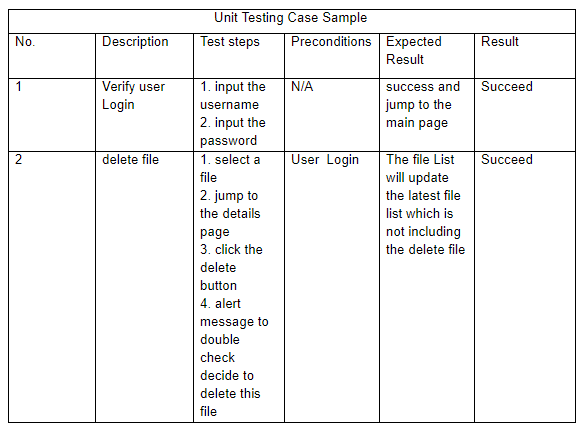 Unit Testing Case Sample
No.
Description
Test steps
Preconditions
Expected
Result
Result
1
Verify user
Login
1. input the
username
2. input the
password
N/A
success and
jump to the
main page
Succeed
2
delete file
1. select a
file
2. jump to
the details
page
3. click the
delete
button
4. alert
message to
double
check
decide to
delete this
file
User Login
The file List
will update
the latest file
list which is
not including
the delete file
Succeed